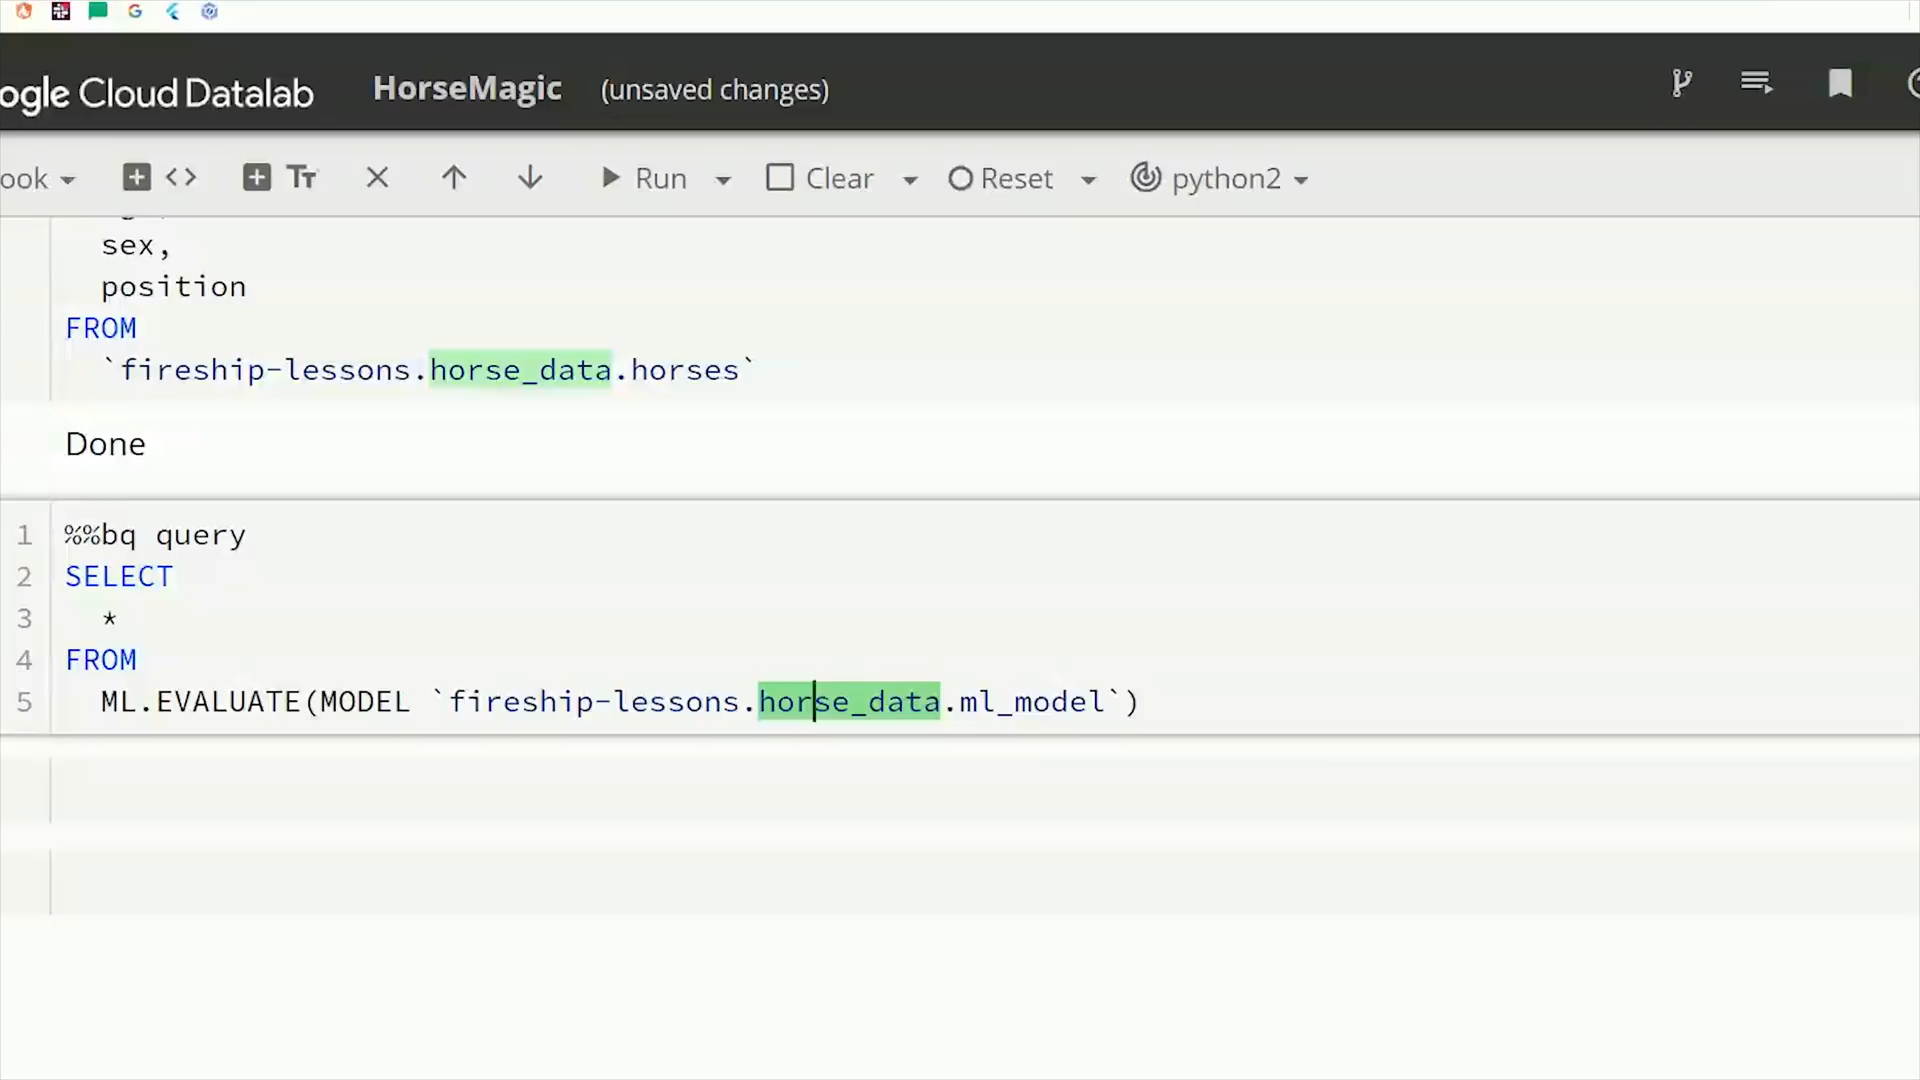 ogle Cloud Datalab HorseMagic (unsaved changes)
ook Tт Run Clear Reset python2
sex,
position
FROM
`fireship-lessons.horse_data.horses`
Done
1 %%bq query
2 SELECT
3 *
4 FROM
5 ML.EVALUATE(MODEL `fireship-lessons.horse_data.ml_model`)